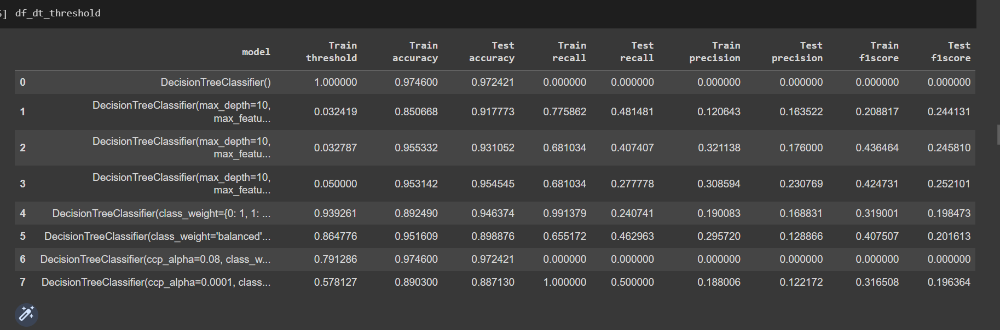 5] df_dt_threshold
model Train threshold Train accuracy Test accuracy Train recall Test recall Train precision Test precision Train f1score Test f1score
0 DecisionTreeClassifier() 1.000000 0.974600 0.972421 0.000000 0.000000 0.000000 0.000000 0.000000 0.000000
1 DecisionTreeClassifier(max_depth=10, max_featu... 0.032419 0.850668 0.917773 0.775862 0.481481 0.120643 0.163522 0.208817 0.244131
2 DecisionTreeClassifier(max_depth=10, max_featu... 0.032787 0.955332 0.931052 0.681034 0.407407 0.321138 0.176000 0.436464 0.245810
3 DecisionTreeClassifier(max_depth=10, max_featu... 0.050000 0.953142 0.954545 0.681034 0.277778 0.308594 0.230769 0.424731 0.252101
4 DecisionTreeClassifier(class_weight={0: 1, 1: ... 0.939261 0.892490 0.946374 0.991379 0.240741 0.190083 0.168831 0.319001 0.198473
5 DecisionTreeClassifier(class_weight='balanced'... 0.864776 0.951609 0.898876 0.655172 0.462963 0.295720 0.128866 0.407507 0.201613
6 DecisionTreeClassifier(ccp_alpha=0.08, class_w... 0.791286 0.974600 0.972421 0.000000 0.000000 0.000000 0.000000 0.000000 0.000000
7 DecisionTreeClassifier(ccp_alpha=0.0001, class... 0.578127 0.890300 0.887130 1.000000 0.500000 0.188006 0.122172 0.316508 0.196364